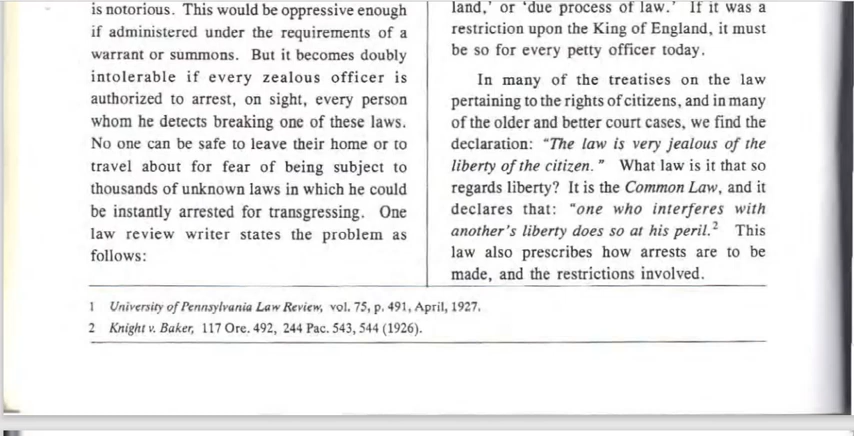 is notorious. This would be oppressive enough
if administered under the requirements of a
warrant or summons. But it becomes doubly
intolerable if every zealous officer is
authorized to arrest, on sight, every person
whom he detects breaking one of these laws.
No one can be safe to leave their home or to
travel about for fear of being subject to
thousands of unknown laws in which he could
be instantly arrested for transgressing. One
law review writer states the problem as
follows:
land,' or 'due process of law.' If it was a
restriction upon the King of England, it must
be so for every petty officer today.
In many of the treatises on the law
pertaining to the rights of citizens, and in many
of the older and better court cases, we find the
declaration: "The law is very jealous of the
liberty of the citizen." What law is it that so
regards liberty? It is the Common Law, and it
declares that: "one who interferes with
another's liberty does so at his peril.2 This
law also prescribes how arrests are to be
made, and the restrictions involved.
1 University of Pennsylvania Law Review, vol. 75, p. 491, April, 1927.
2 Knight v. Baker, 117 Ore. 492, 244 Pac. 543, 544 (1926).